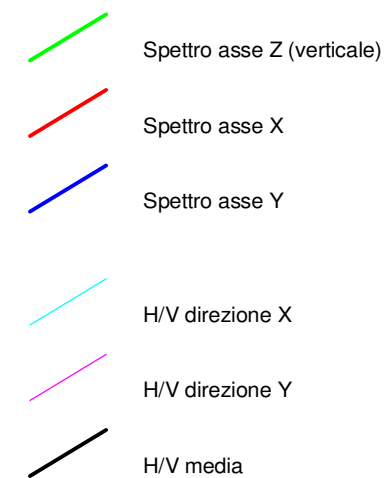 Spettro asse Z (verticale)
Spettro asse X
Spettro asse Y
H/V direzione X
H/V direzione Y
H/V media